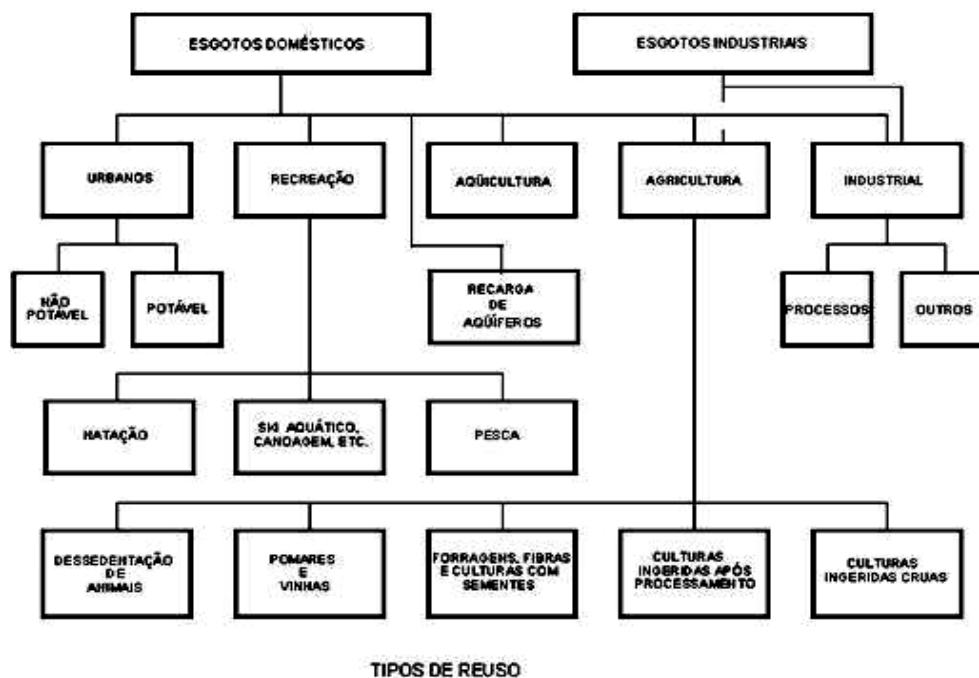 ESGOTOS DOMÉSTICOS
ESGOTOS INDUSTRIAIS
URBANOS
RECREAÇÃO
AQÜICULTURA
AGRICULTURA
INDUSTRIAL
NÃO
POTÁVEL
POTÁVEL
RECARGA
DE
AQÜÍFEROS
PROCESSOS
OUTROS
NATAÇÃO
SKI AQUÁTICO,
CANOAGEM, ETC.
PESCA
DESSEDENTAÇÃO
DE
ANIMAIS
POMARES
E
VINHAS
FORRAGENS, FIBRAS
E CULTURAS COM
SEMENTES
CULTURAS
INGERIDAS APÓS
PROCESSAMENTO
CULTURAS
INGERIDAS CRUAS
TIPOS DE REUSO